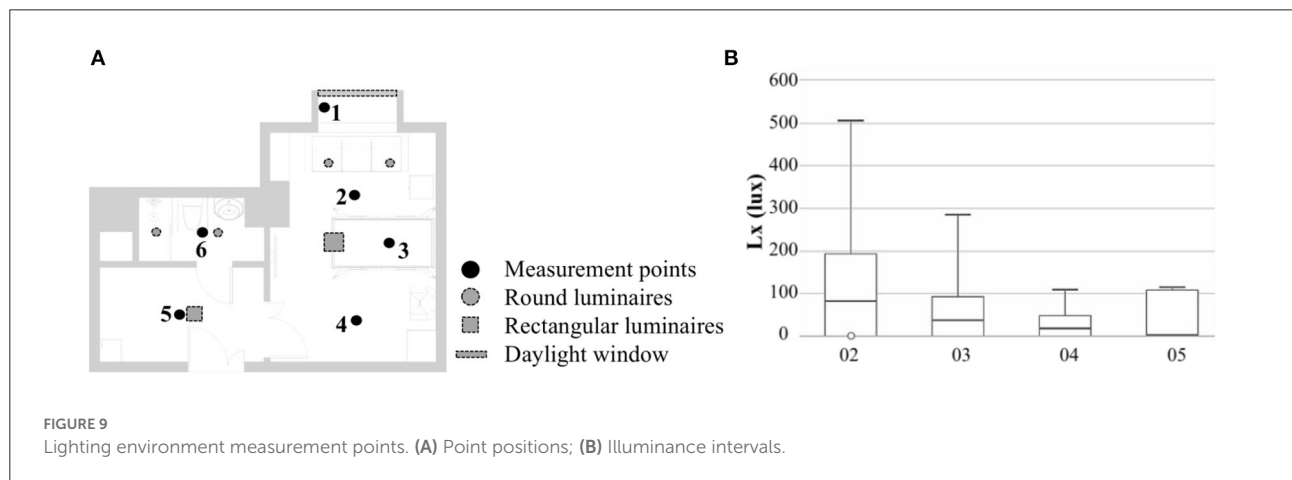 A
1
2
3
4
5
6
Measurement points
Round luminaires
Rectangular luminaires
Daylight window
B
Lx (lux)
600
500
400
300
200
100
0
02 03 04 05
FIGURE 9
Lighting environment measurement points. (A) Point positions; (B) Illuminance intervals.